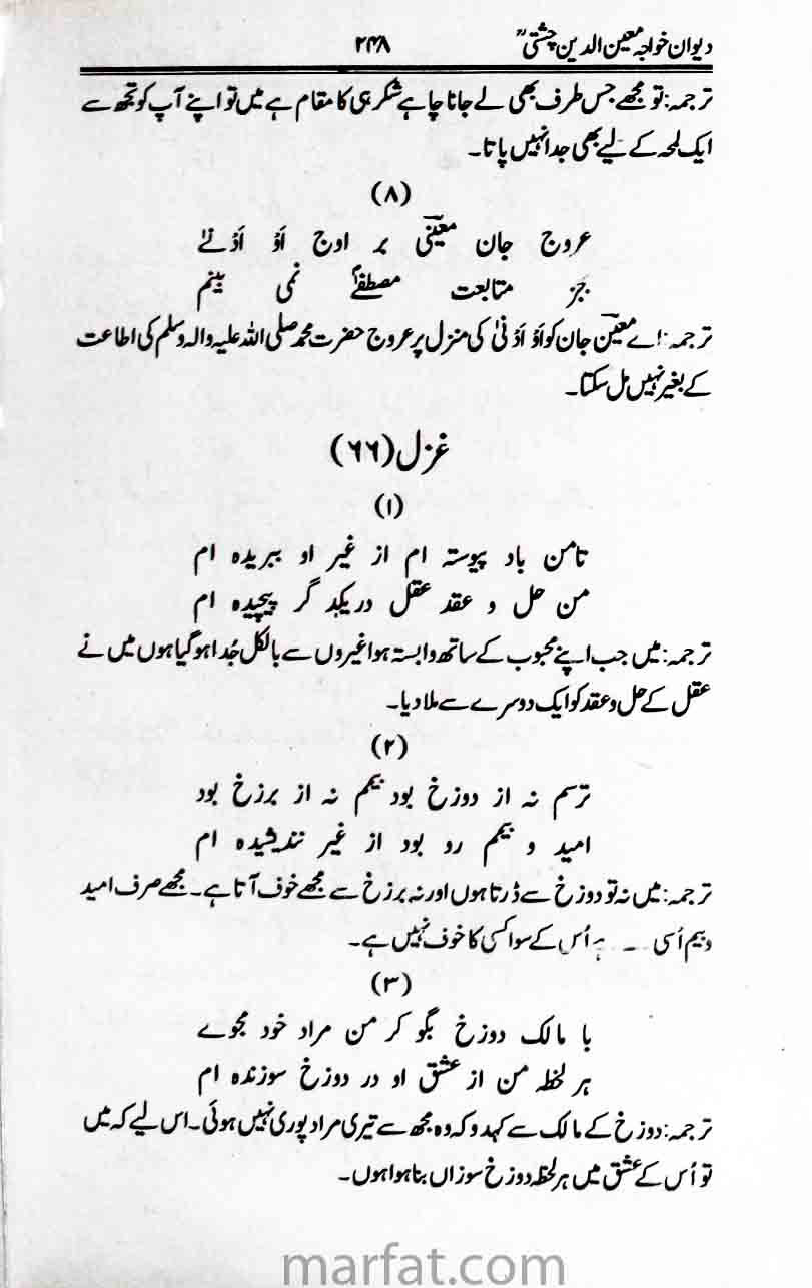 دیوان خواجہ معین الدین چشتیؒ ۲۴۸
ترجمہ: تو مجھے جس طرف بھی لے جانا چاہے شکر ہی کا مقام ہے میں تو اپنے آپ کو تجھ سے
ایک لمحہ کے لیے بھی جدا نہیں پاتا۔
(۸)
عروج جان معینؔی بر اوج اَوْ اَدْنےٰ
جز متابعت مصطفےٰؐ نمی بینم
ترجمہ: اے معینؔ جان کو اَوْ اَدْنیٰ کی منزل پر عروج حضرت محمد صلی اللہ علیہ والہ وسلم کی اطاعت
کے بغیر نہیں مل سکتا۔
غزل (۶۶)
(۱)
تامن باد پیوستہ ام از غیر او ببریدہ ام
من حل و عقد عقل در یکد گر پیچیدہ ام
ترجمہ: میں جب اپنے محبوب کے ساتھ وابستہ ہوا غیروں سے بالکل جُدا ہو گیا ہوں میں نے
عقل کے حل و عقد کو ایک دوسرے سے ملا دیا۔
(۲)
ترسم نہ از دوزخ بود بیکم نہ از برزخ بود
امید و بیکم رو بود از غیر نندیشیدہ ام
ترجمہ: میں نہ تو دوزخ سے ڈرتا ہوں اور نہ برزخ سے مجھے خوف آتا ہے۔ مجھے صرف امید
و بیم اُسی ہے اُس کے سوا کسی کا خوف نہیں ہے۔
(۳)
با مالک دوزخ بگو کر من مراد خود مجوے
ہر لحظہ من از عشق او در دوزخ سوزندہ ام
ترجمہ: دوزخ کے مالک سے کہدو کہ وہ مجھ سے تیری مراد پوری نہیں ہوئی۔ اس لیے کہ میں
تو اُس کے عشق میں ہر لحظہ دوزخ سوزاں بنا ہوا ہوں۔
marfat.com